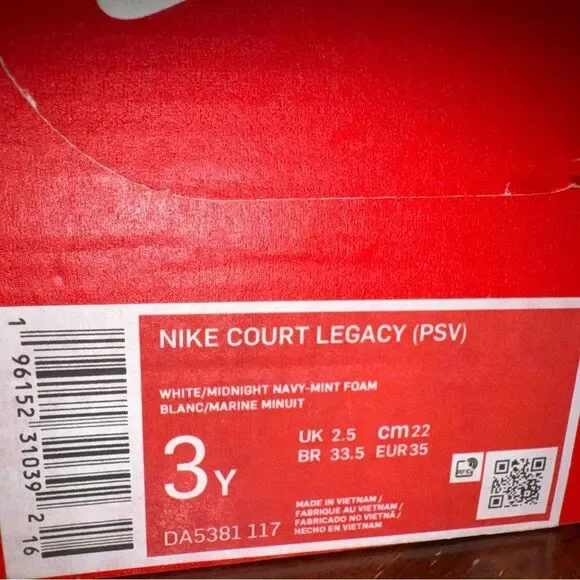 NIKE COURT LEGACY (PSV)
WHITE/MIDNIGHT NAVY-MINT FOAM
BLANC/MARINE MINUIT
3Y
UK 2.5 cm 22
BR 33.5 EUR 35
MADE IN VIETNAM /
FABRIQUE AU VIETNAM /
FABRICADO NO VIETNÃ /
HECHO EN VIETNAM
DA5381 117
1 96152 31039 2 16